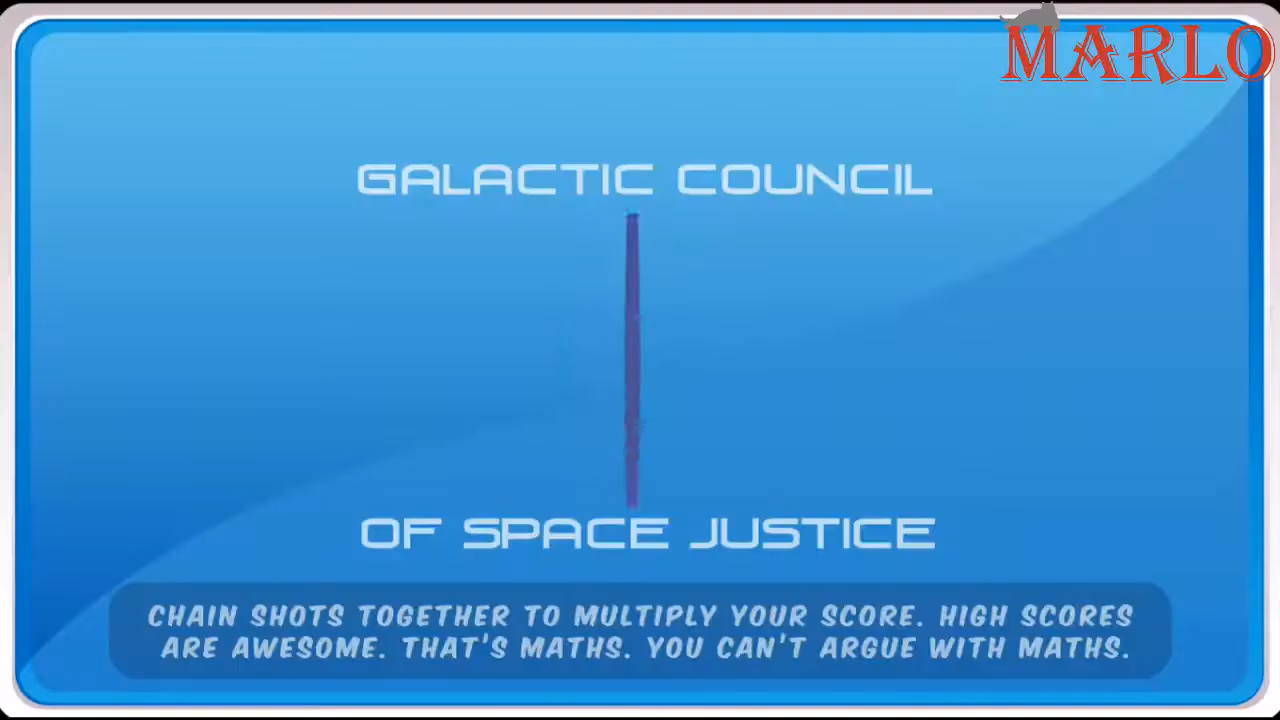 MARLO
GALACTIC COUNCIL
OF SPACE JUSTICE
CHAIN SHOTS TOGETHER TO MULTIPLY YOUR SCORE. HIGH SCORES
ARE AWESOME. THAT'S MATHS. YOU CAN'T ARGUE WITH MATHS.